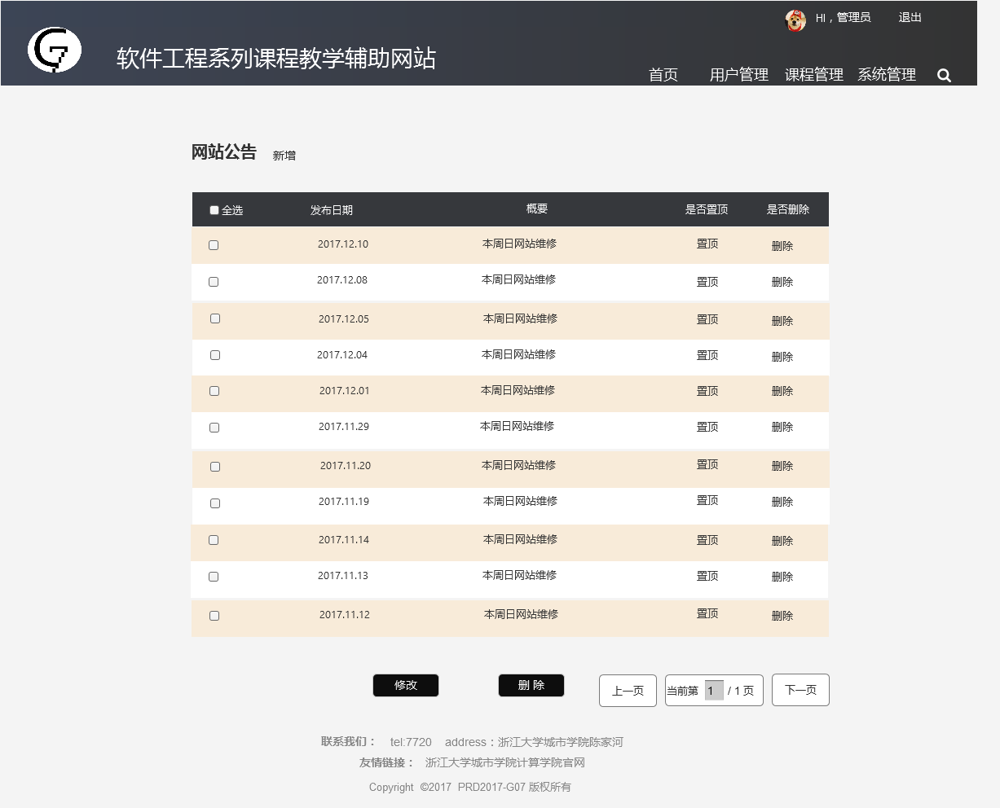 HI，管理员 退出
软件工程系列课程教学辅助网站
首页 用户管理 课程管理 系统管理
网站公告 新增
全选 发布日期 概要 是否置顶 是否删除
2017.12.10 本周日网站维修 置顶 删除
2017.12.08 本周日网站维修 置顶 删除
2017.12.05 本周日网站维修 置顶 删除
2017.12.04 本周日网站维修 置顶 删除
2017.12.01 本周日网站维修 置顶 删除
2017.11.29 本周日网站维修 置顶 删除
2017.11.20 本周日网站维修 置顶 删除
2017.11.19 本周日网站维修 置顶 删除
2017.11.14 本周日网站维修 置顶 删除
2017.11.13 本周日网站维修 置顶 删除
2017.11.12 本周日网站维修 置顶 删除
修改 删 除 上一页 当前第 1 / 1 页 下一页
联系我们： tel:7720 address：浙江大学城市学院陈家河
友情链接： 浙江大学城市学院计算学院官网
Copyright ©2017 PRD2017-G07 版权所有